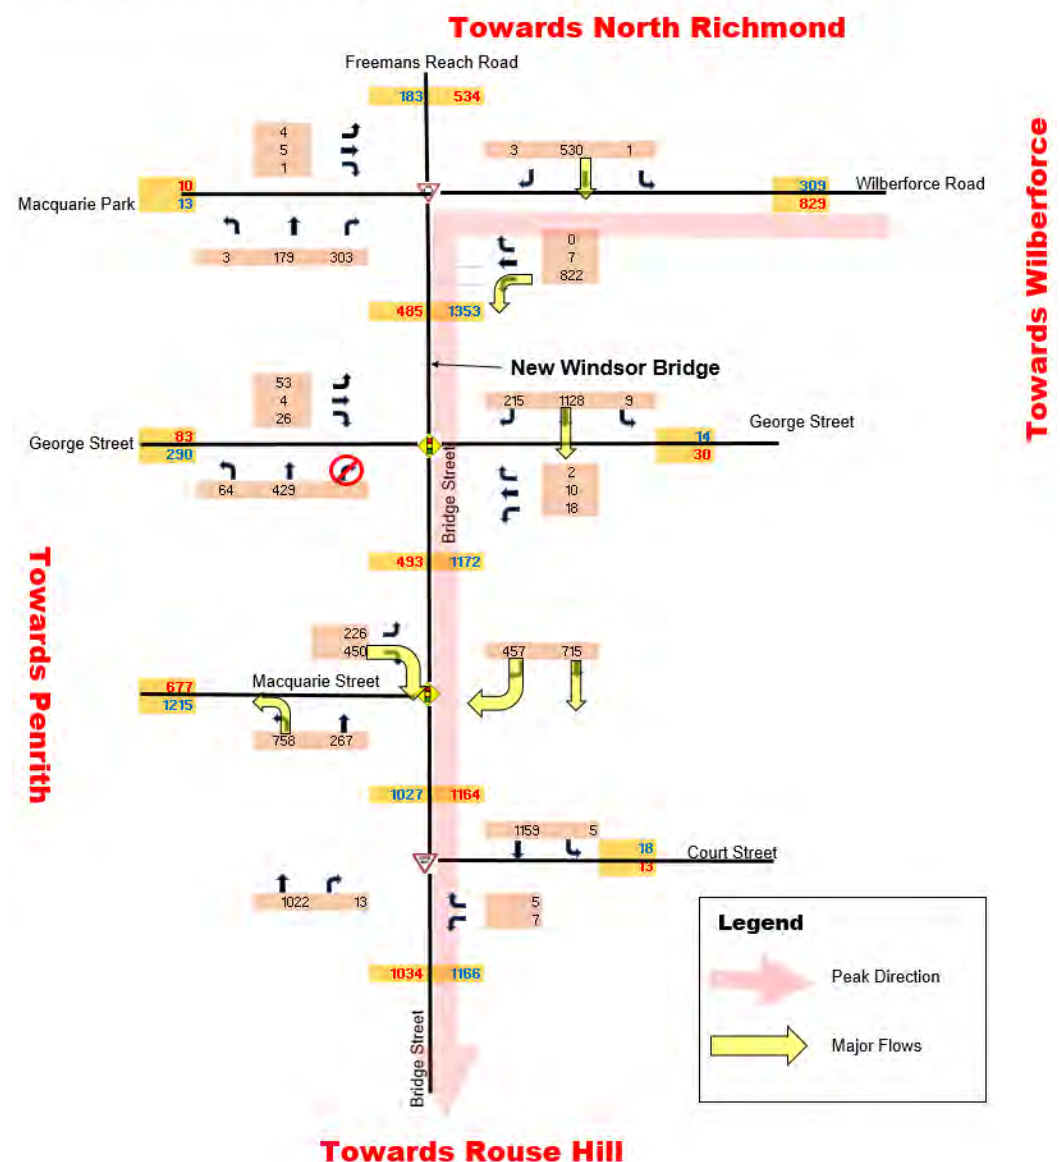 Towards North Richmond
Freemans Reach Road
183 534
4
5
1
3 530 1
10
13
Macquarie Park
309
829
Wilberforce Road
Towards Wilberforce
3 179 303
0
7
822
485 1353
New Windsor Bridge
53
4
26
215 1128 9
George Street
83
290
14
30
George Street
64 429
2
10
18
Bridge Street
493 1172
Towards Penrith
226
450
457 715
677
1215
Macquarie Street
758 267
1027 1164
1159 5
18
13
Court Street
1022 13
5
7
1034 1166
Bridge Street
Legend
Peak Direction
Major Flows
Towards Rouse Hill